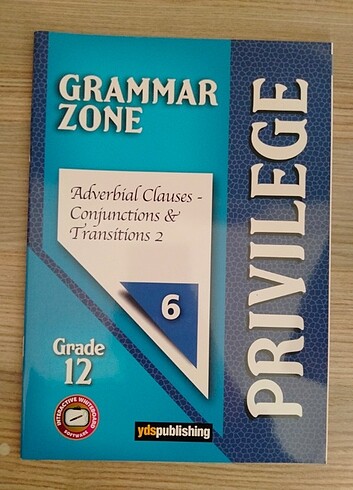 GRAMMAR
ZONE
Adverbial Clauses -
Conjunctions &
Transitions 2
6
Grade
12
INTERACTIVE WHITEBOARD
SOFTWARE
ydspublishing
PRIVILEGE